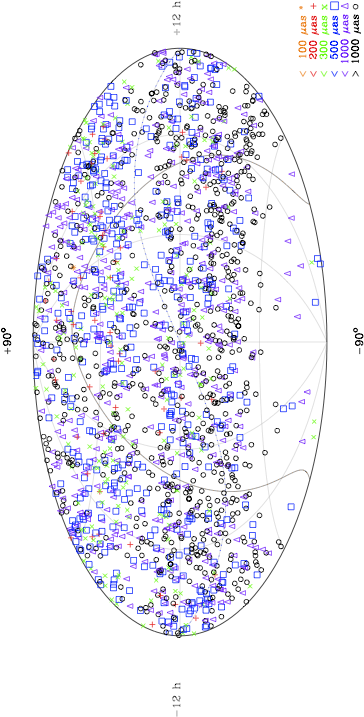 +12 h
< 100 μas *
< 200 μas +
< 300 μas ×
< 500 μas □
< 1000 μas △
> 1000 μas ○
+90°
−90°
−12 h